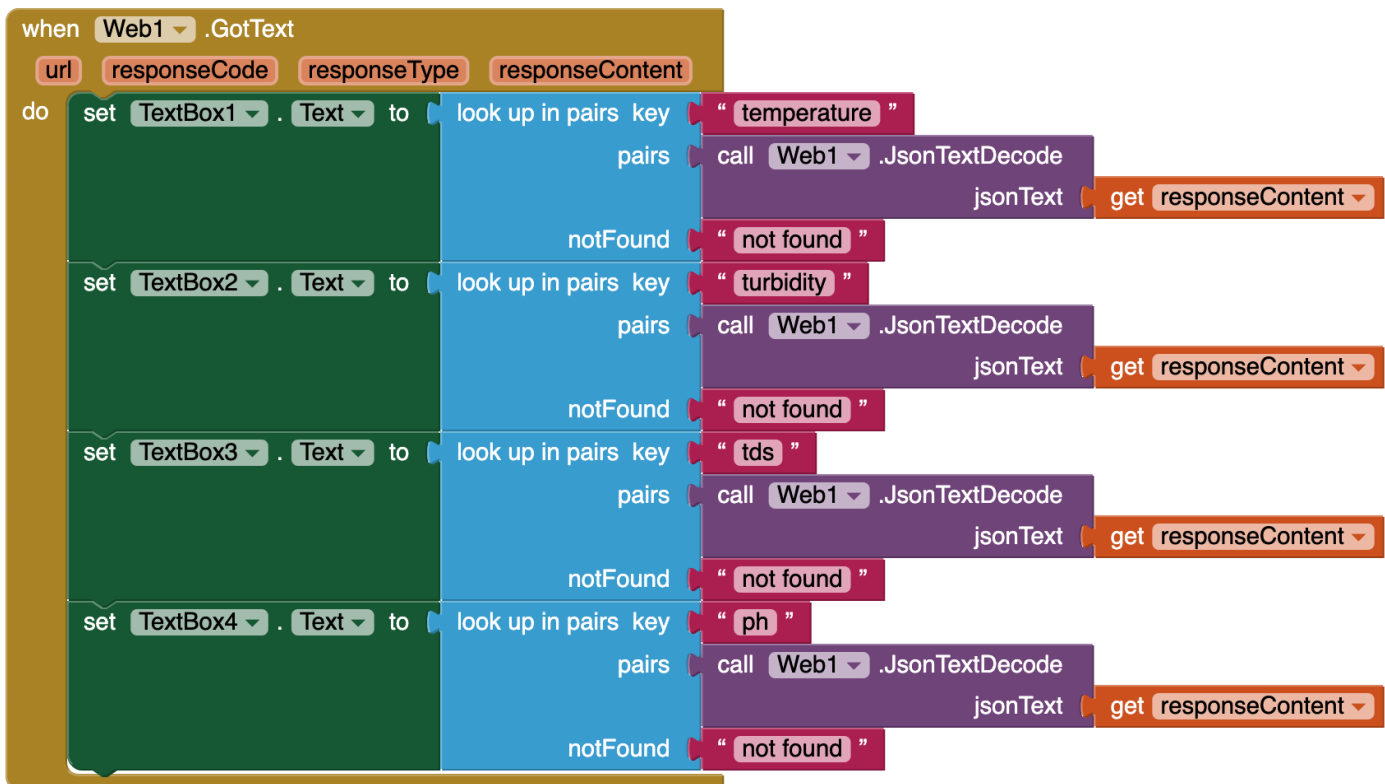 when Web1 .GotText
url responseCode responseType responseContent
do set TextBox1 . Text to look up in pairs key “ temperature ”
pairs call Web1 .JsonTextDecode
jsonText get responseContent
notFound “ not found ”
set TextBox2 . Text to look up in pairs key “ turbidity ”
pairs call Web1 .JsonTextDecode
jsonText get responseContent
notFound “ not found ”
set TextBox3 . Text to look up in pairs key “ tds ”
pairs call Web1 .JsonTextDecode
jsonText get responseContent
notFound “ not found ”
set TextBox4 . Text to look up in pairs key “ ph ”
pairs call Web1 .JsonTextDecode
jsonText get responseContent
notFound “ not found ”